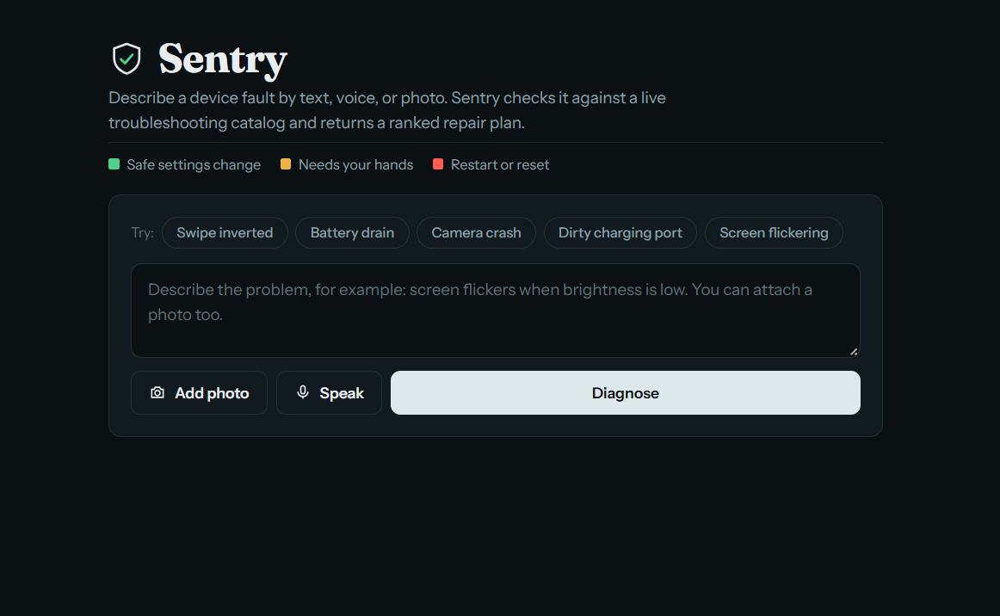 Sentry
Describe a device fault by text, voice, or photo. Sentry checks it against a live
troubleshooting catalog and returns a ranked repair plan.
Safe settings change Needs your hands Restart or reset
Try: Swipe inverted Battery drain Camera crash Dirty charging port Screen flickering
Describe the problem, for example: screen flickers when brightness is low. You can attach a
photo too.
Add photo Speak Diagnose